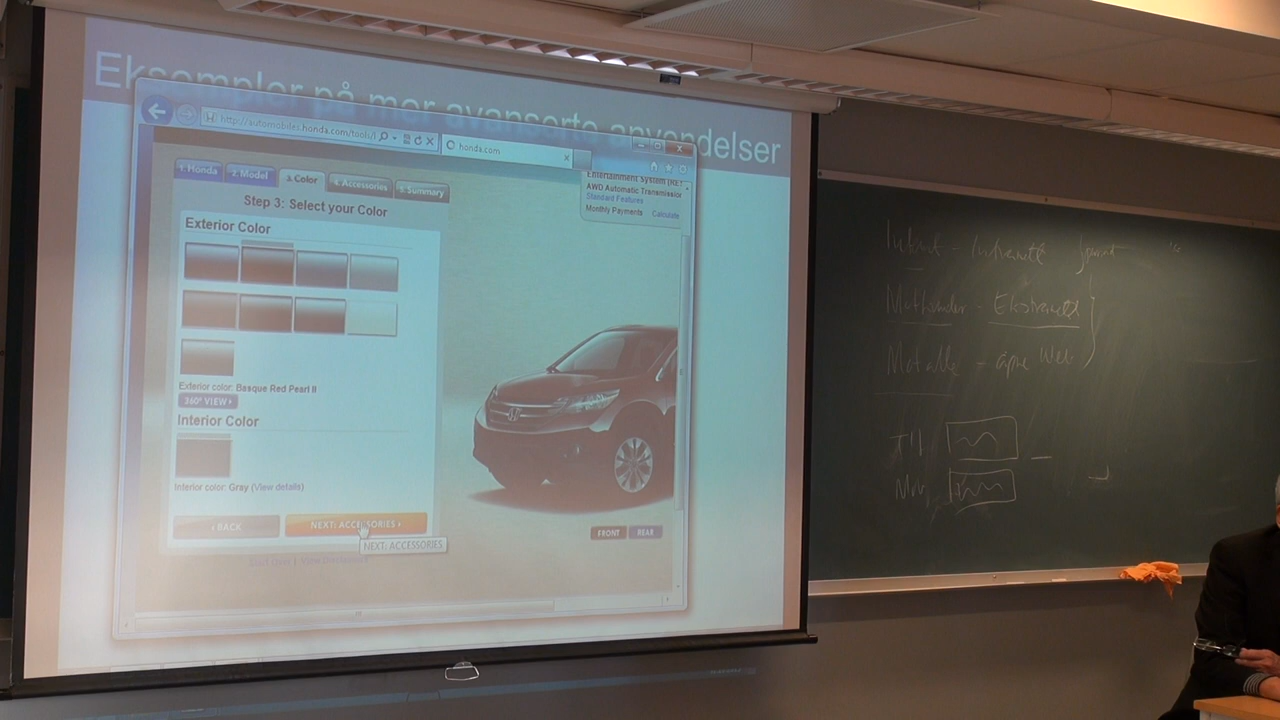 Eksempler på mer avanserte anvendelser
http://automobiles.honda.com/tools/
honda.com
1. Honda
2. Model
3. Color
4. Accessories
5. Summary
Entertainment System (RES
AWD Automatic Transmission
Standard Features
Monthly Payments Calculate
Step 3: Select your Color
Exterior Color
Exterior color: Basque Red Pearl II
360° VIEW
Interior Color
Interior color: Gray (View details)
‹ BACK
NEXT: ACCESSORIES ›
NEXT: ACCESSORIES
FRONT
REAR
- Intranett
- Ekstranett
- åpne Web